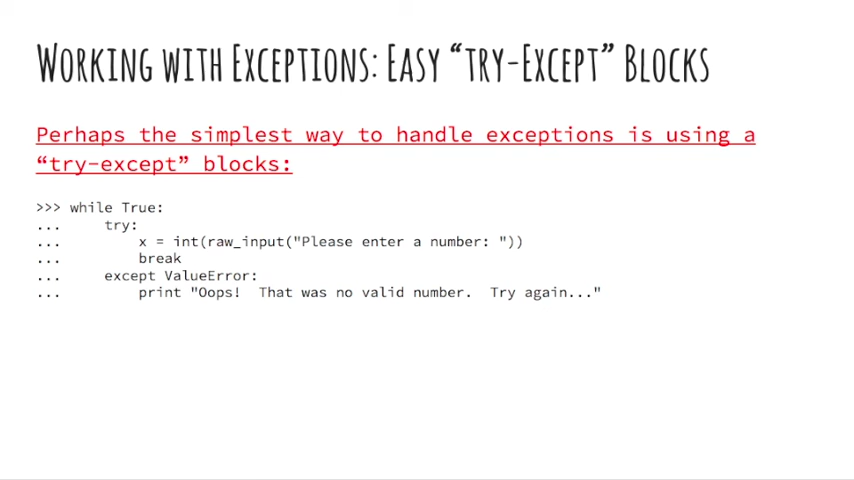 Working with Exceptions: Easy “try-Except” Blocks
Perhaps the simplest way to handle exceptions is using a
“try-except” blocks:
>>> while True:
...     try:
...         x = int(raw_input("Please enter a number: "))
...         break
...     except ValueError:
...         print "Oops!  That was no valid number.  Try again..."